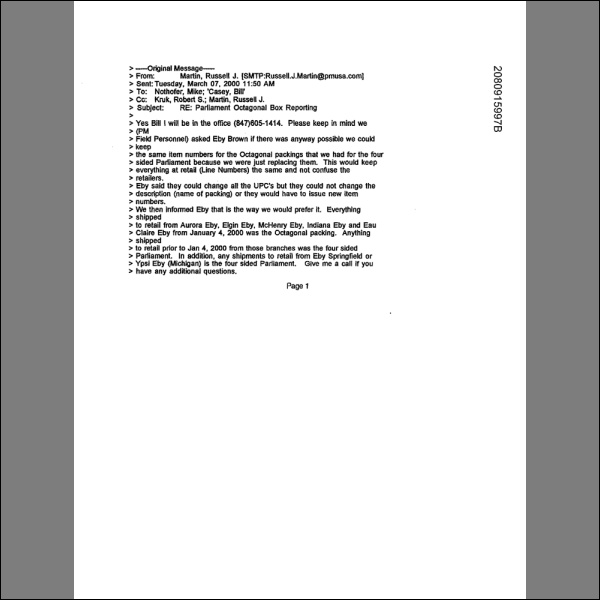 > -----Original Message-----
> From: Martin, Russell J. [SMTP:Russell.J.Martin@pmusa.com]
> Sent: Tuesday, March 07, 2000 11:50 AM
> To: Nothofer, Mike; 'Casey, Bill'
> Cc: Kruk, Robert S.; Martin, Russell J.
> Subject: RE: Parliament Octagonal Box Reporting
>
> Yes Bill I will be in the office (847)605-1414. Please keep in mind we
> (PM
> Field Personnel) asked Eby Brown if there was anyway possible we could
> keep
> the same item numbers for the Octagonal packings that we had for the four
> sided Parliament because we were just replacing them. This would keep
> everything at retail (Line Numbers) the same and not confuse the
> retailers.
> Eby said they could change all the UPC's but they could not change the
> description (name of packing) or they would have to issue new item
> numbers.
> We then informed Eby that is the way we would prefer it. Everything
> shipped
> to retail from Aurora Eby, Elgin Eby, McHenry Eby, Indiana Eby and Eau
> Claire Eby from January 4, 2000 was the Octagonal packing. Anything
> shipped
> to retail prior to Jan 4, 2000 from those branches was the four sided
> Parliament. In addition, any shipments to retail from Eby Springfield or
> Ypsi Eby (Michigan) is the four sided Parliament. Give me a call if you
> have any additional questions.
Page 1
2080915997B